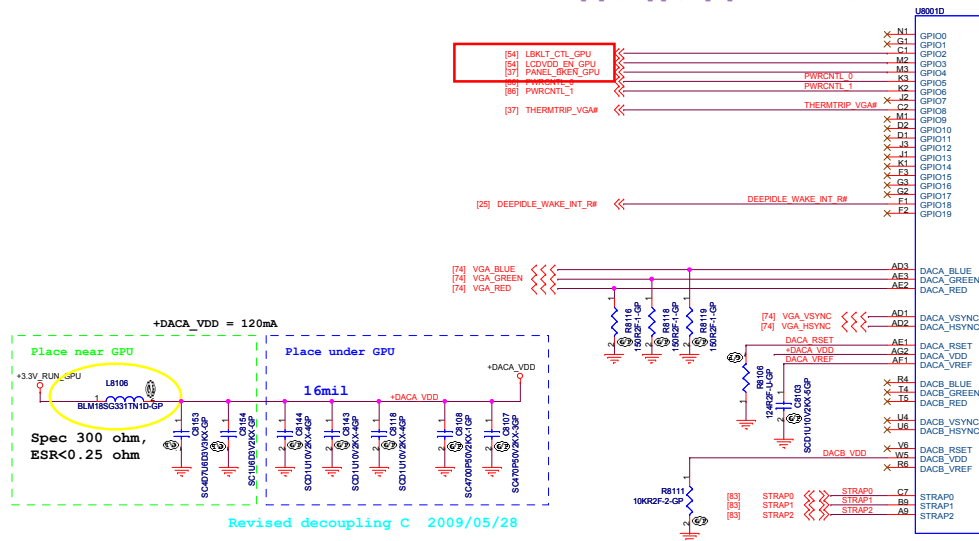 U8001D
N1 GPIO0
G1 GPIO1
[54] LBKLT_CTL_GPU C1 GPIO2
[54] LCDVDD_EN_GPU M2 GPIO3
[37] PANEL_BKEN_GPU M3 GPIO4
[86] PWRCNTL_0 PWRCNTL_0 K3 GPIO5
[86] PWRCNTL_1 PWRCNTL_1 K2 GPIO6
J2 GPIO7
[37] THERMTRIP_VGA# THERMTRIP_VGA# C2 GPIO8
M1 GPIO9
D2 GPIO10
D1 GPIO11
J3 GPIO12
J1 GPIO13
K1 GPIO14
F3 GPIO15
G3 GPIO16
G2 GPIO17
[25] DEEPIDLE_WAKE_INT_R# DEEPIDLE_WAKE_INT_R# F1 GPIO18
F2 GPIO19
[74] VGA_BLUE AD3 DACA_BLUE
[74] VGA_GREEN AE3 DACA_GREEN
[74] VGA_RED AE2 DACA_RED
R8116
150R2F-1-GP
R8118
150R2F-1-GP
R8119
150R2F-1-GP
[74] VGA_VSYNC AD1 DACA_VSYNC
[74] VGA_HSYNC AD2 DACA_HSYNC
DACA_RSET AE1 DACA_RSET
+DACA_VDD AG2 DACA_VDD
DACA_VREF AF1 DACA_VREF
R8106
124R2F-U-GP
C8103
SCD1U10V2KX-5GP
R4 DACB_BLUE
T4 DACB_GREEN
T5 DACB_RED
U4 DACB_VSYNC
U6 DACB_HSYNC
V6 DACB_RSET
DACB_VDD W5 DACB_VDD
R6 DACB_VREF
R8111
10KR2F-2-GP
[83] STRAP0 STRAP0 C7 STRAP0
[83] STRAP1 STRAP1 B9 STRAP1
[83] STRAP2 STRAP2 A9 STRAP2
+DACA_VDD = 120mA
Place near GPU
Place under GPU
+3.3V_RUN_GPU
L8106
BLM18SG331TN1D-GP
16mil
+DACA_VDD
+DACA_VDD
Spec 300 ohm,
ESR<0.25 ohm
C8153
SC4D7U6D3V3KX-GP
C8154
SC1U6D3V2KX-GP
C8144
SCD1U10V2KX-4GP
C8143
SCD1U10V2KX-4GP
C8118
SCD1U10V2KX-4GP
C8108
SC4700P50V2KX-1GP
C8107
SC470P50V2KX-3GP
Revised decoupling C 2009/05/28